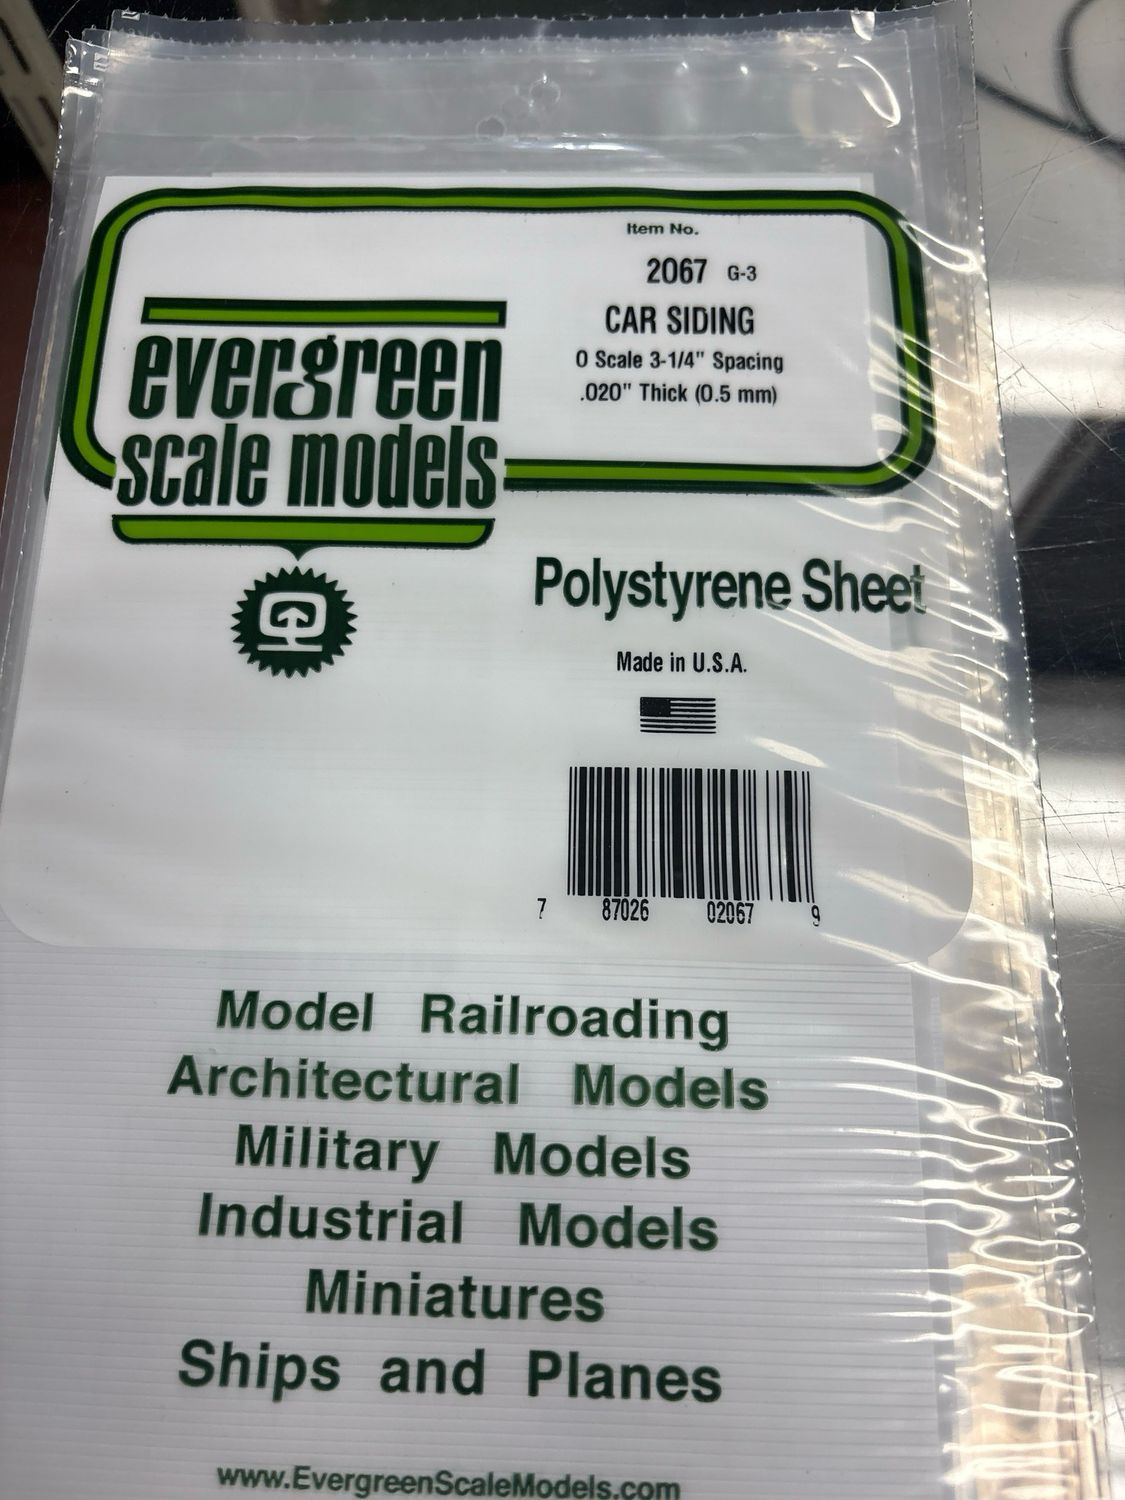 Item No.
2067 G-3
CAR SIDING
O Scale 3-1/4" Spacing
.020" Thick (0.5 mm)
evergreen
scale models
Polystyrene Sheet
Made in U.S.A.
7 87026 02067 9
Model Railroading
Architectural Models
Military Models
Industrial Models
Miniatures
Ships and Planes
www.EvergreenScaleModels.com